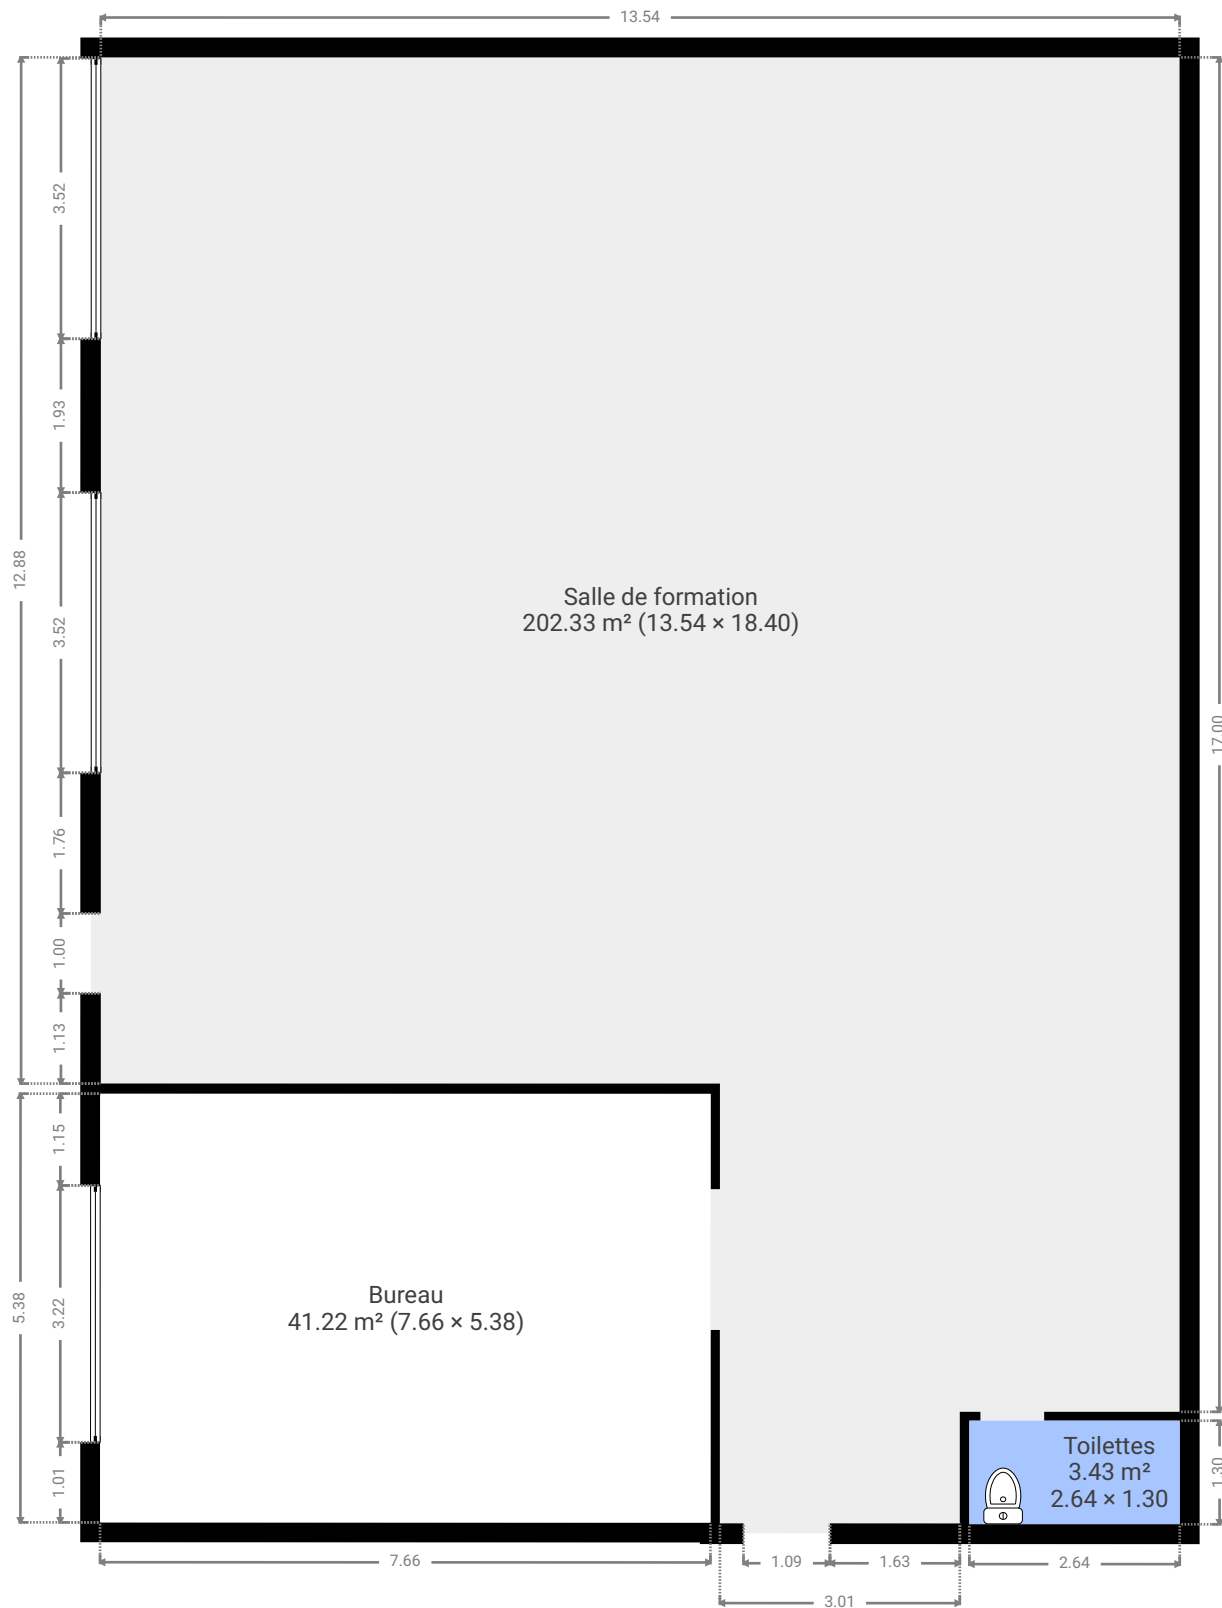 13.54
3.52
1.93
12.88
3.52
Salle de formation
202.33 m² (13.54 × 18.40)
17.00
1.76
1.00
1.13
1.15
5.38
3.22
Bureau
41.22 m² (7.66 × 5.38)
1.01
Toilettes
3.43 m²
2.64 × 1.30
1.30
7.66
1.09
1.63
2.64
3.01